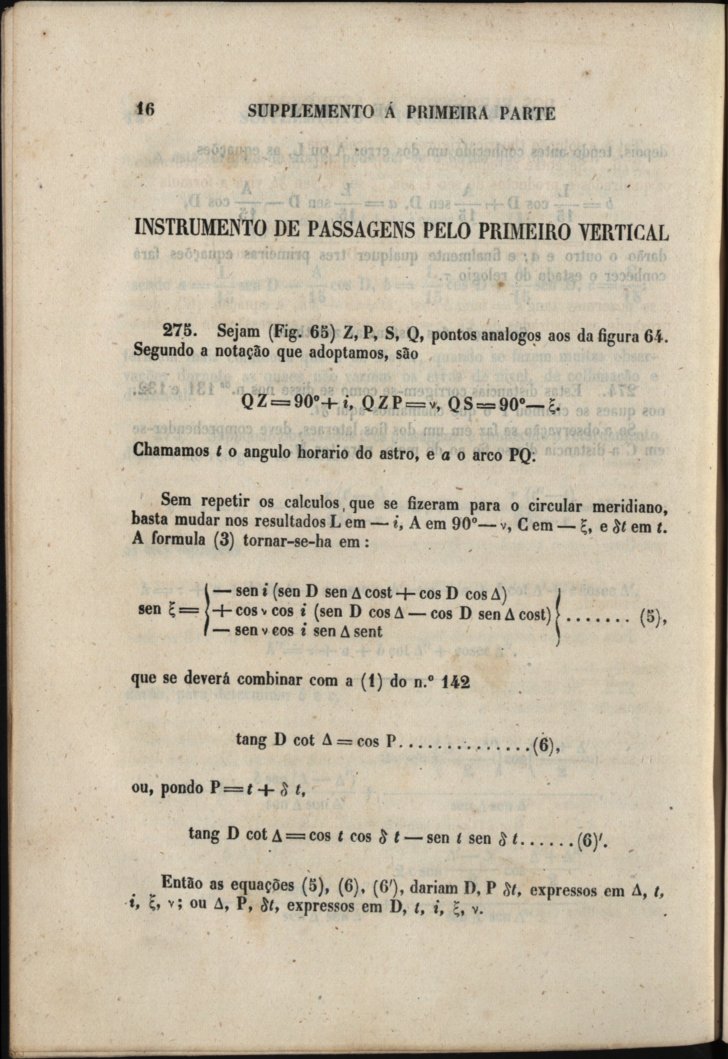 16 SUPPLEMENTO Á PRIMEIRA PARTE
INSTRUMENTO DE PASSAGENS PELO PRIMEIRO VERTICAL
275. Sejam (Fig. 65) Z, P, S, Q, pontos analogos aos da figura 64.
Segundo a notação que adoptamos, são
QZ=90°+i, QZP=ν, QS=90°—ξ.
Chamamos t o angulo horario do astro, e a o arco PQ.
Sem repetir os calculos que se fizeram para o circular meridiano,
basta mudar nos resultados L em — i, A em 90°—ν, C em — ξ, e δt em t.
A formula (3) tornar-se-ha em :
— sen i (sen D sen Δ cos t + cos D cos Δ)
sen ξ = + cos ν cos i (sen D cos Δ — cos D sen Δ cos t) ....... (5),
— sen ν cos i sen Δ sen t
que se deverá combinar com a (1) do n.º 142
tang D cot Δ = cos P..............(6),
ou, pondo P = t + δ t,
tang D cot Δ = cos t cos δ t — sen t sen δ t......(6)'.
Então as equações (5), (6), (6'), dariam D, P δt, expressos em Δ, t,
i, ξ, ν; ou Δ, P, δt, expressos em D, t, i, ξ, ν.